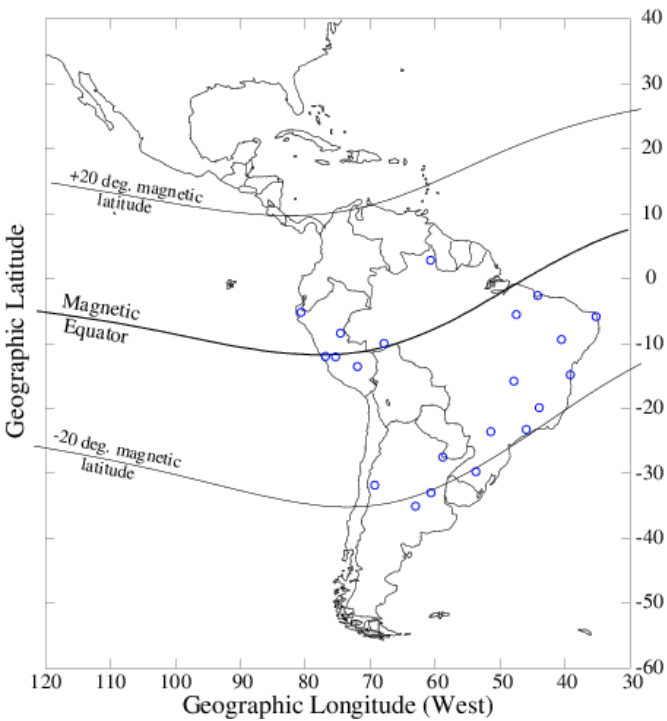 40
30
20
10
0
-10
-20
-30
-40
-50
-60
+20 deg. magnetic
latitude
Magnetic
Equator
-20 deg. magnetic
latitude
Geographic Latitude
120 110 100 90 80 70 60 50 40 30
Geographic Longitude (West)